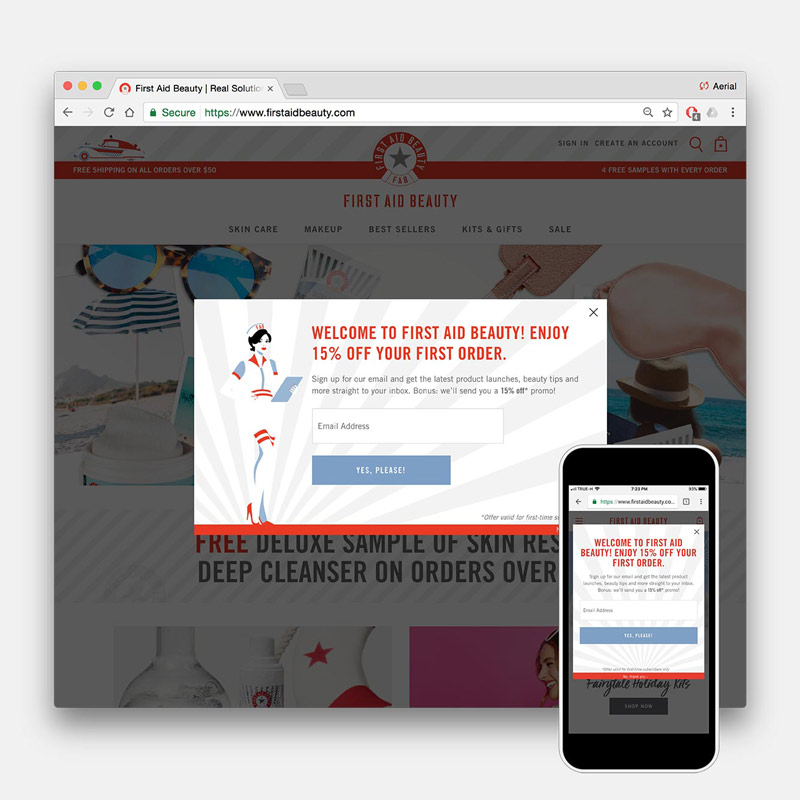 First Aid Beauty | Real Solutio
Aerial
Secure
https://www.firstaidbeauty.com
4
SIGN IN CREATE AN ACCOUNT
FREE SHIPPING ON ALL ORDERS OVER $50
FIRST AID BEAUTY
FAB
4 FREE SAMPLES WITH EVERY ORDER
FIRST AID BEAUTY
SKIN CARE MAKEUP BEST SELLERS KITS & GIFTS SALE
WELCOME TO FIRST AID BEAUTY! ENJOY
15% OFF YOUR FIRST ORDER.
Sign up for our email and get the latest product launches, beauty tips and
more straight to your inbox. Bonus: we'll send you a 15% off* promo!
Email Address
YES, PLEASE!
*Offer valid for first-time s
FREE DELUXE SAMPLE OF SKIN RES
DEEP CLEANSER ON ORDERS OVER
TRUE-H 7:23 PM 93%
https://www.firstaidbeauty.co...
FIRST AID BEAUTY
WELCOME TO FIRST AID
BEAUTY! ENJOY 15% OFF YOUR
FIRST ORDER.
Sign up for our email and get the latest product
launches, beauty tips and more straight to your inbox.
Bonus: we'll send you a 15% off* promo!
Email Address
YES, PLEASE!
*Offer valid for first-time subscribers only
No, thank you
Fairytale Holiday Kits
SHOP NOW